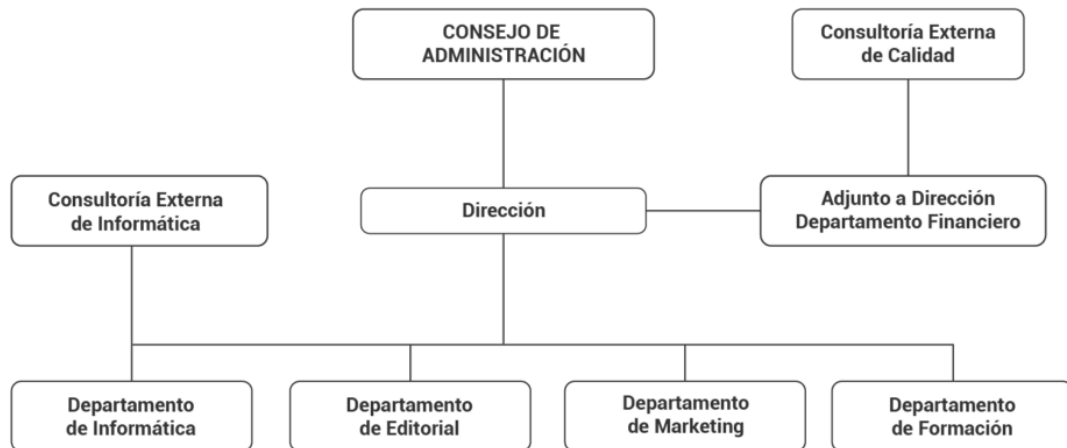 CONSEJO DE
ADMINISTRACIÓN
Consultoría Externa
de Calidad
Consultoría Externa
de Informática
Dirección
Adjunto a Dirección
Departamento Financiero
Departamento
de Informática
Departamento
de Editorial
Departamento
de Marketing
Departamento
de Formación